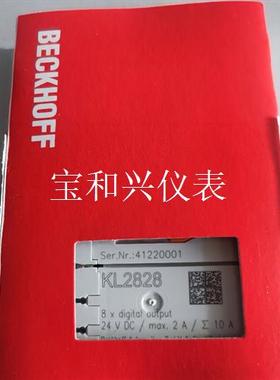 BECKHOFF
宝和兴仪表
Ser.Nr.:41220001
KL2828
8 x digital output
24 V DC / max. 2 A / Σ 10 A